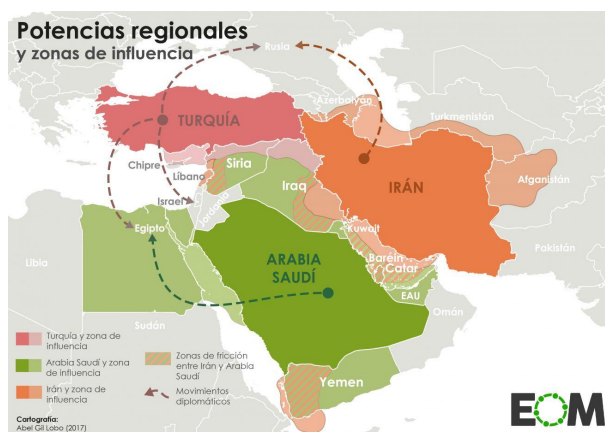 Potencias regionales
y zonas de influencia
Rusia
Azerbaiyán
Turkmenistán
TURQUÍA
Chipre
Siria
Líbano
Iraq
IRÁN
Afganistán
Israel
Jordania
Kuwait
Egipto
Pakistán
Libia
ARABIA
SAUDÍ
Baréin
Catar
EAU
Omán
Sudán
Yemen
Turquía y zona de
influencia
Arabia Saudí y zona
de influencia
Irán y zona de
influencia
Zonas de fricción
entre Irán y Arabia
Saudí
Movimientos
diplomáticos
Cartografía:
Abel Gil Lobo (2017)
EOM